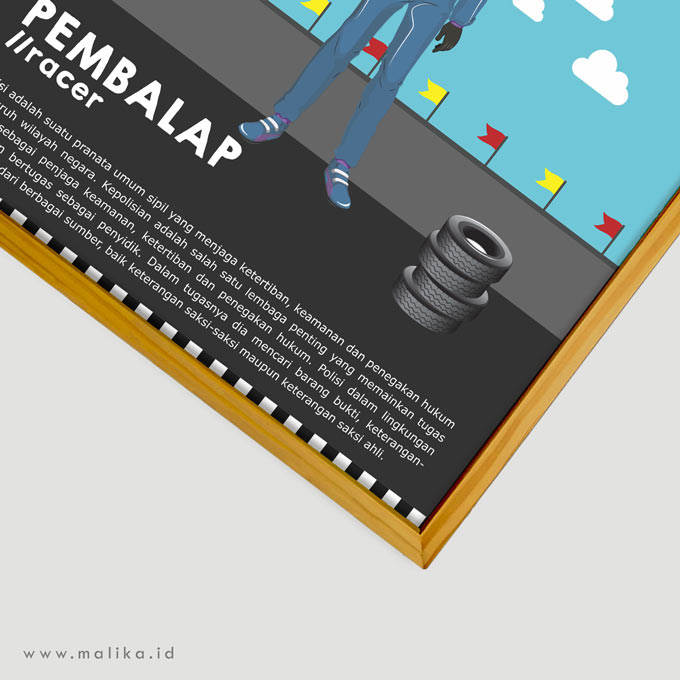 PEMBALAP
//racer
adalah suatu pranata umum sipil yang menjaga ketertiban, keamanan dan penegakan hukum
wilayah negara. Kepolisian adalah salah satu lembaga penting yang memainkan tugas
sebagai penjaga keamanan, ketertiban dan penegakan hukum. Polisi dalam lingkungan
bertugas sebagai penyidik. Dalam tugasnya dia mencari barang bukti, keterangan-
dari berbagai sumber, baik keterangan saksi-saksi maupun keterangan saksi ahli.
www.malika.id